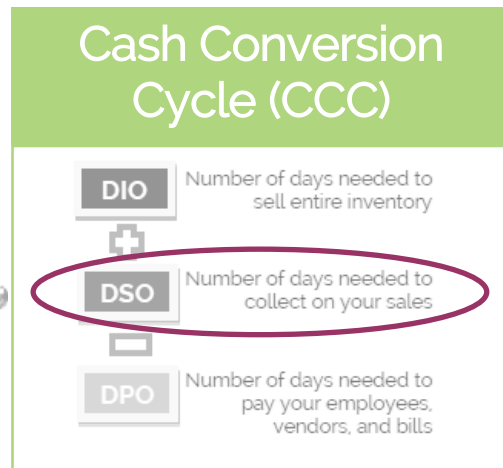 Cash Conversion
Cycle (CCC)
DIO
Number of days needed to
sell entire inventory
DSO
Number of days needed to
collect on your sales
DPO
Number of days needed to
pay your employees,
vendors, and bills